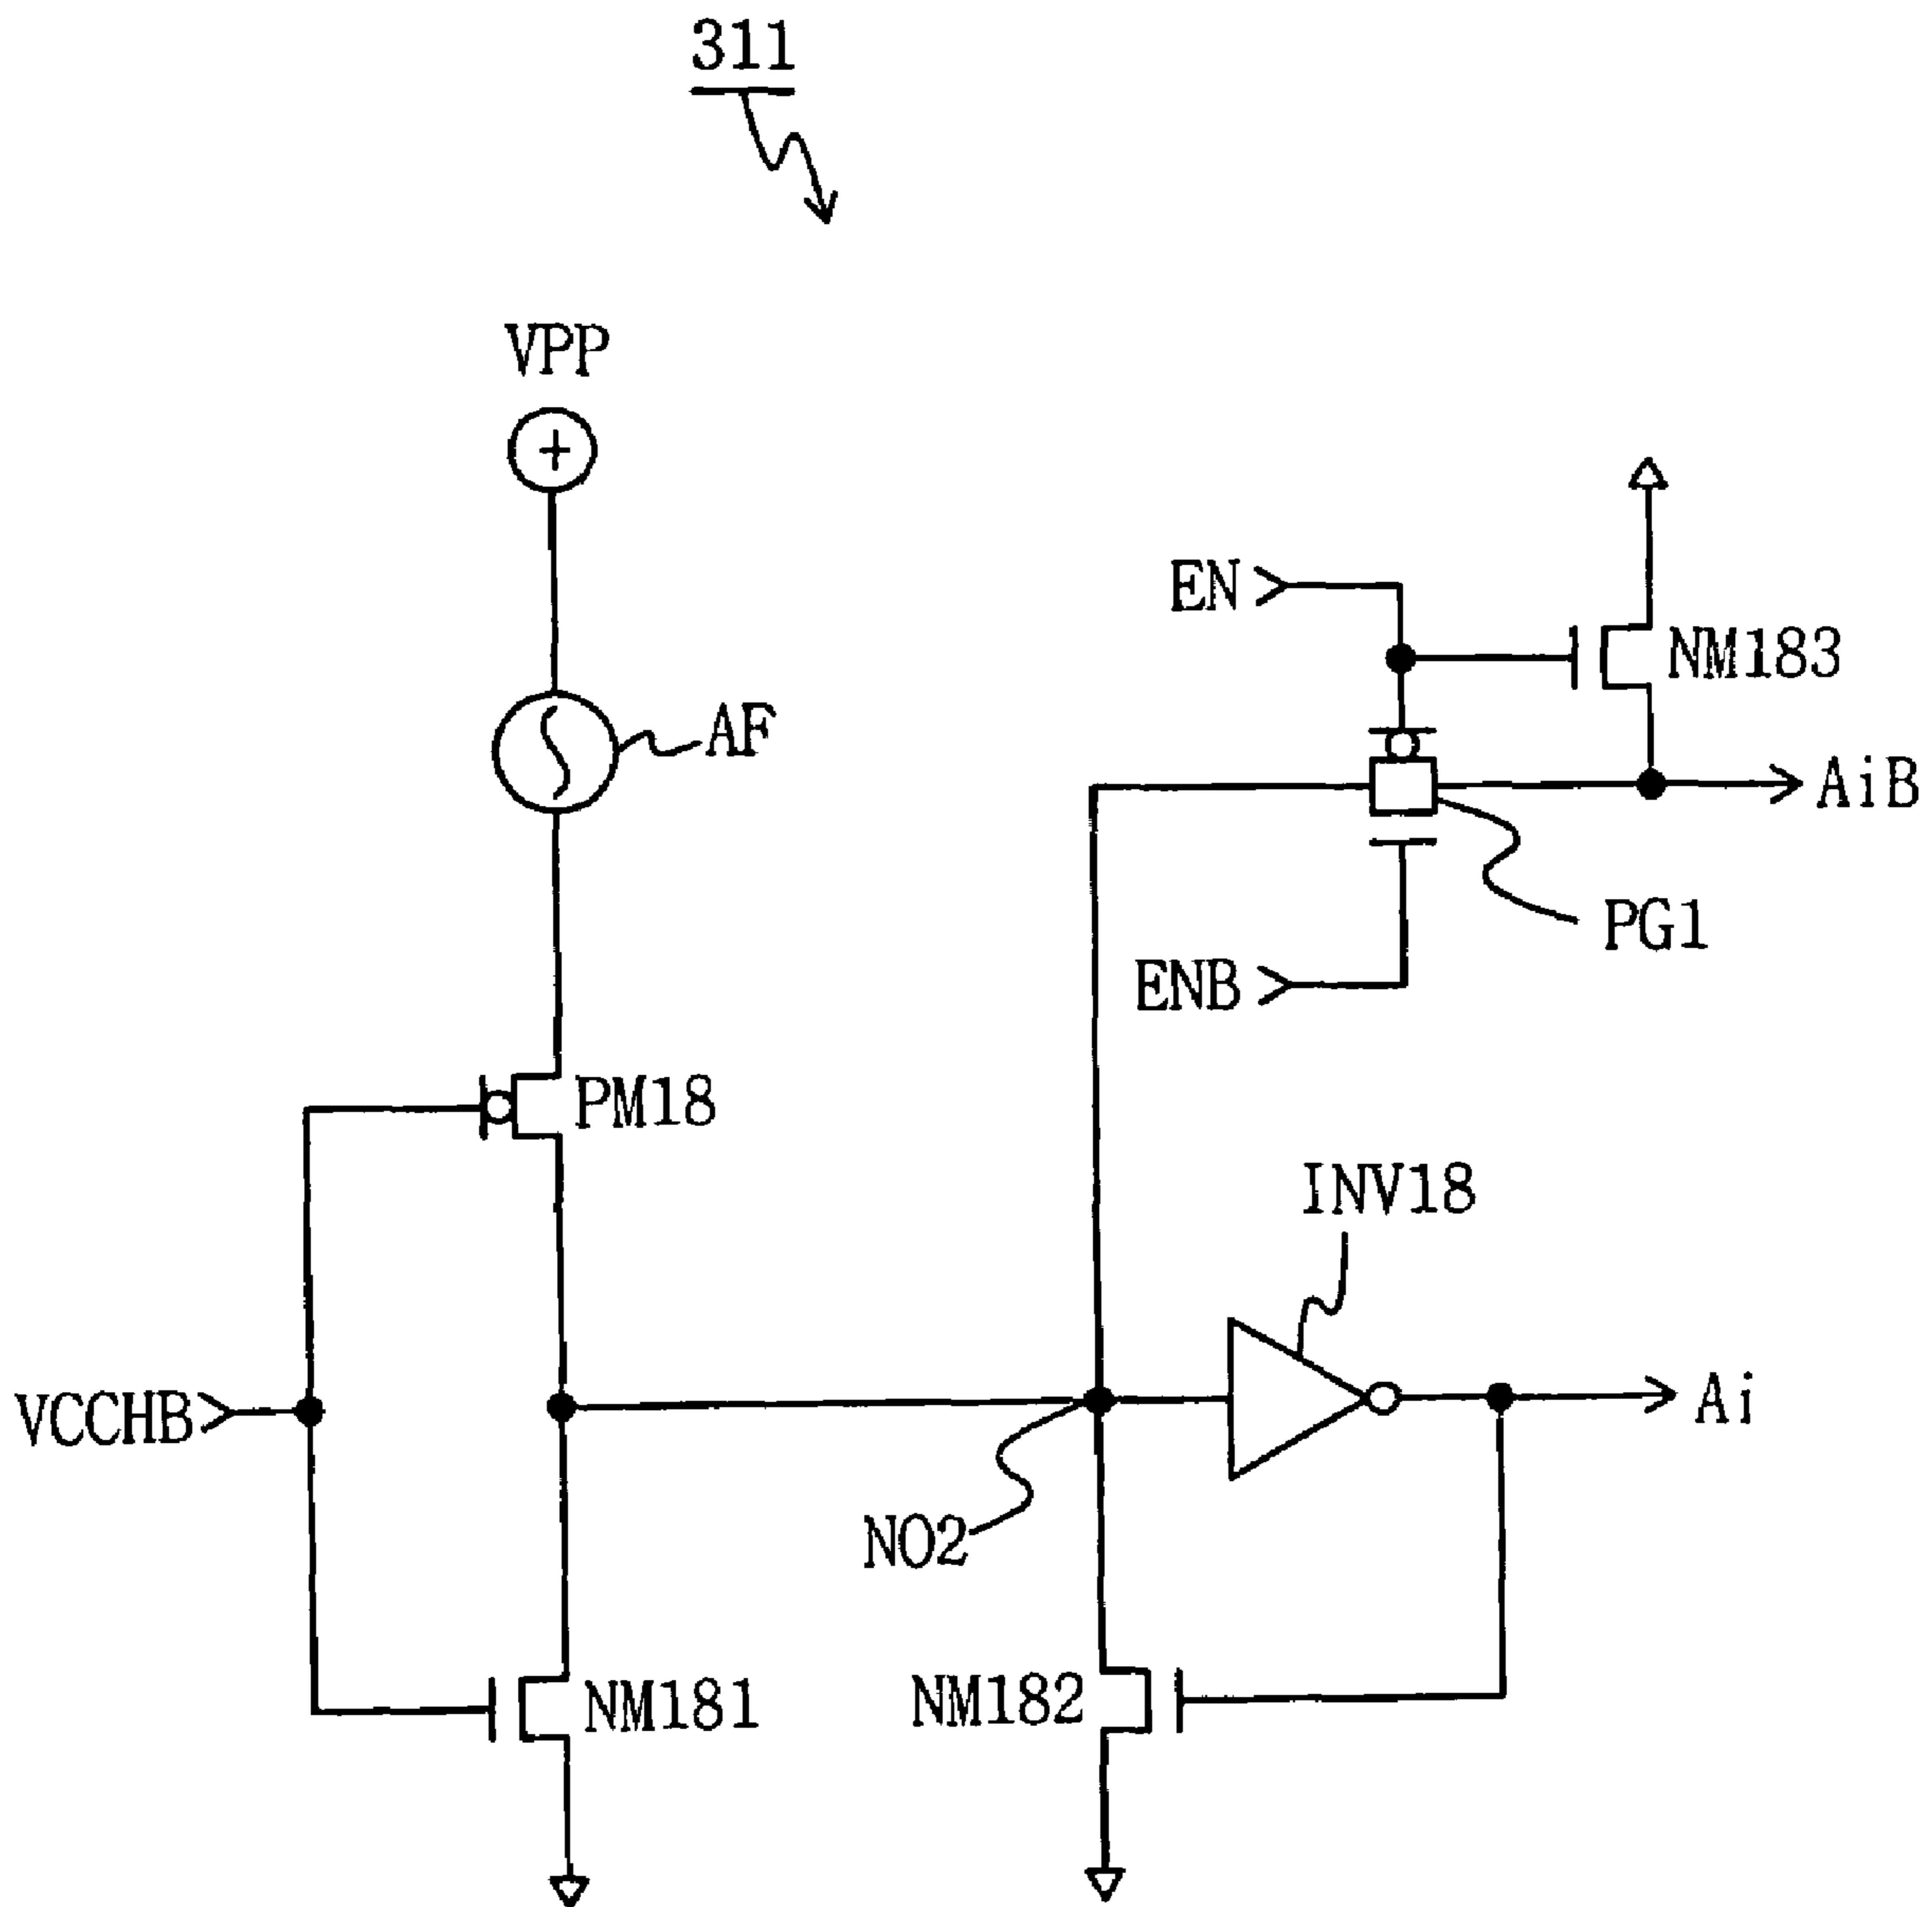 311
VPP
+
EN
NM183
AF
AiB
PG1
ENB
PM18
INV18
VCCHB
Ai
NO2
NM181
NM182